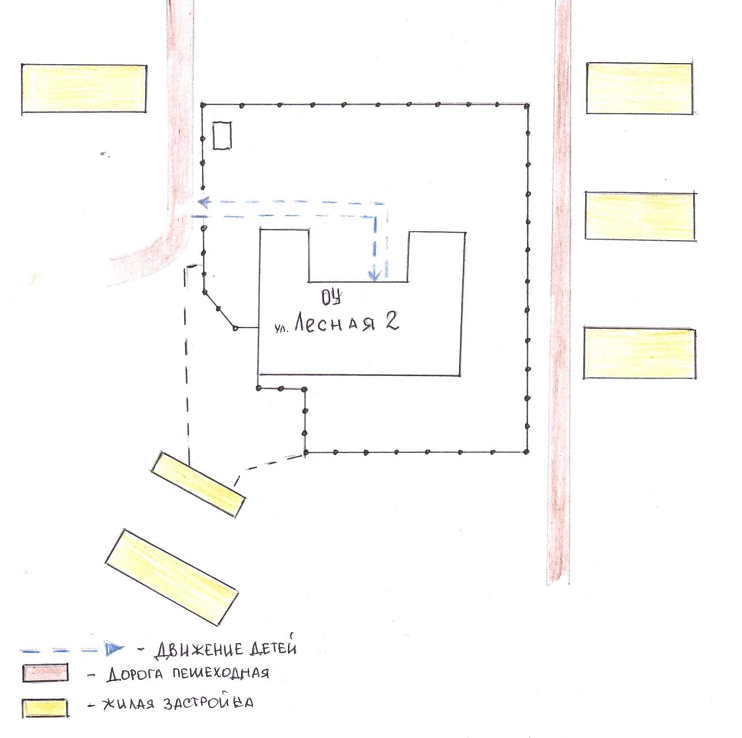 ОУ
ул. Лесная 2
- ДВИЖЕНИЕ ДЕТЕЙ
- ДОРОГА ПЕШЕХОДНАЯ
- ЖИЛАЯ ЗАСТРОЙКА